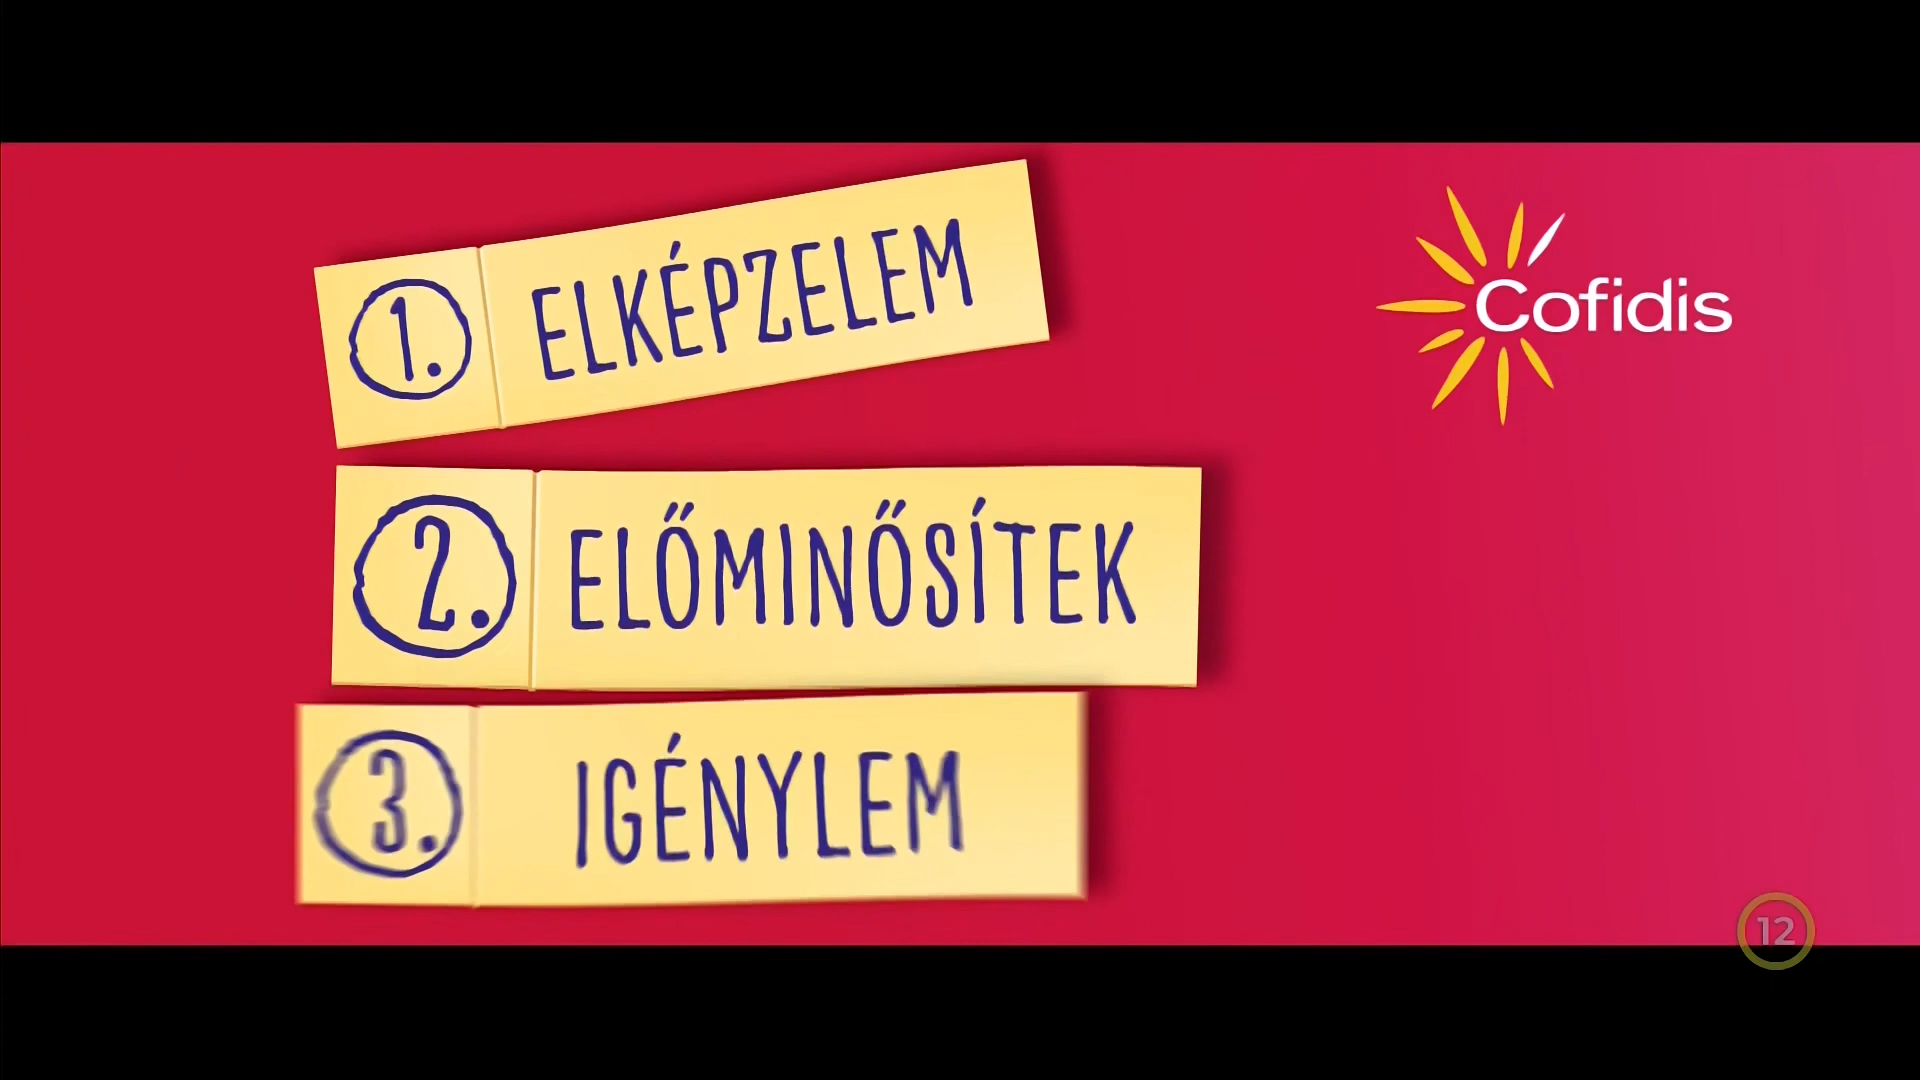 1. ELKÉPZELEM
Cofidis
2. ELŐMINŐSÍTEK
3. IGÉNYLEM
12